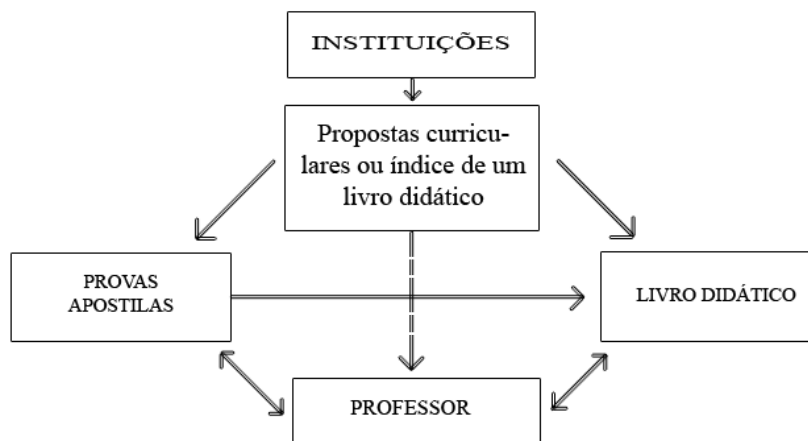 INSTITUIÇÕES
Propostas curricu-
lares ou índice de um
livro didático
PROVAS
APOSTILAS
LIVRO DIDÁTICO
PROFESSOR